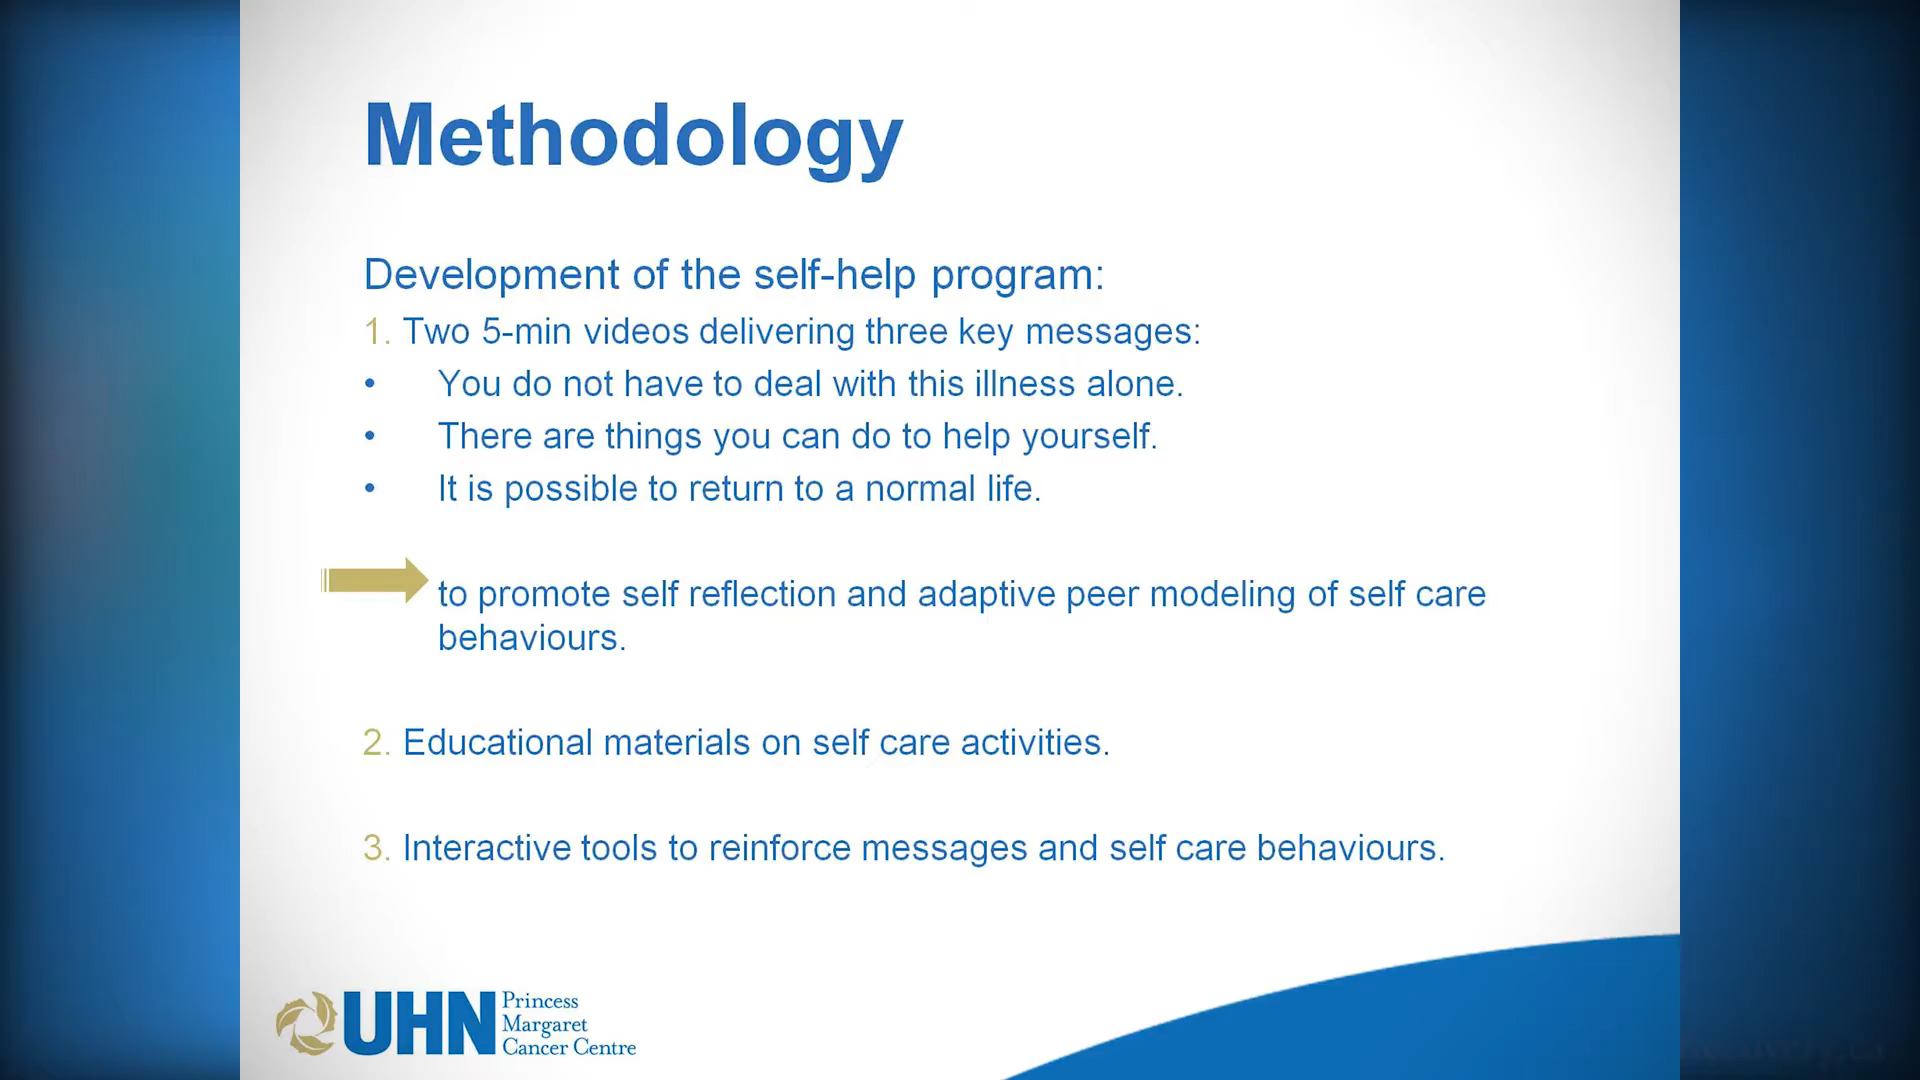 Methodology
Development of the self-help program:
1. Two 5-min videos delivering three key messages:
• You do not have to deal with this illness alone.
• There are things you can do to help yourself.
• It is possible to return to a normal life.
to promote self reflection and adaptive peer modeling of self care
behaviours.
2. Educational materials on self care activities.
3. Interactive tools to reinforce messages and self care behaviours.
UHN
Princess
Margaret
Cancer Centre